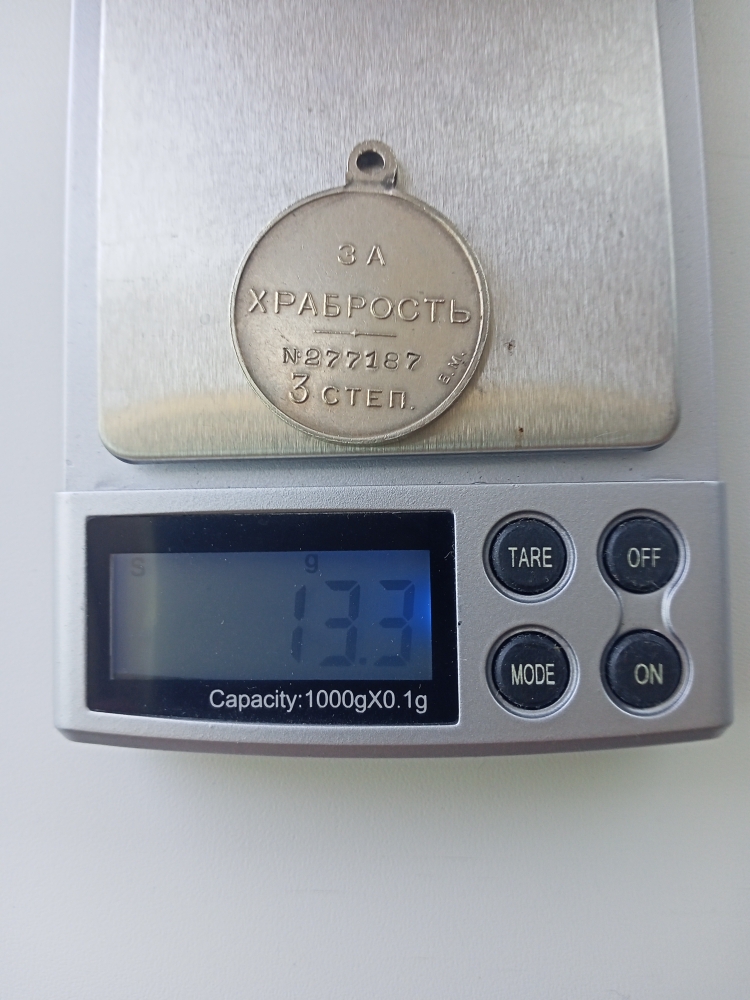 ЗА
ХРАБРОСТЬ
№277187
3 СТЕП.
Б.М.
S g
13.3
Capacity:1000gX0.1g
TARE OFF
MODE ON